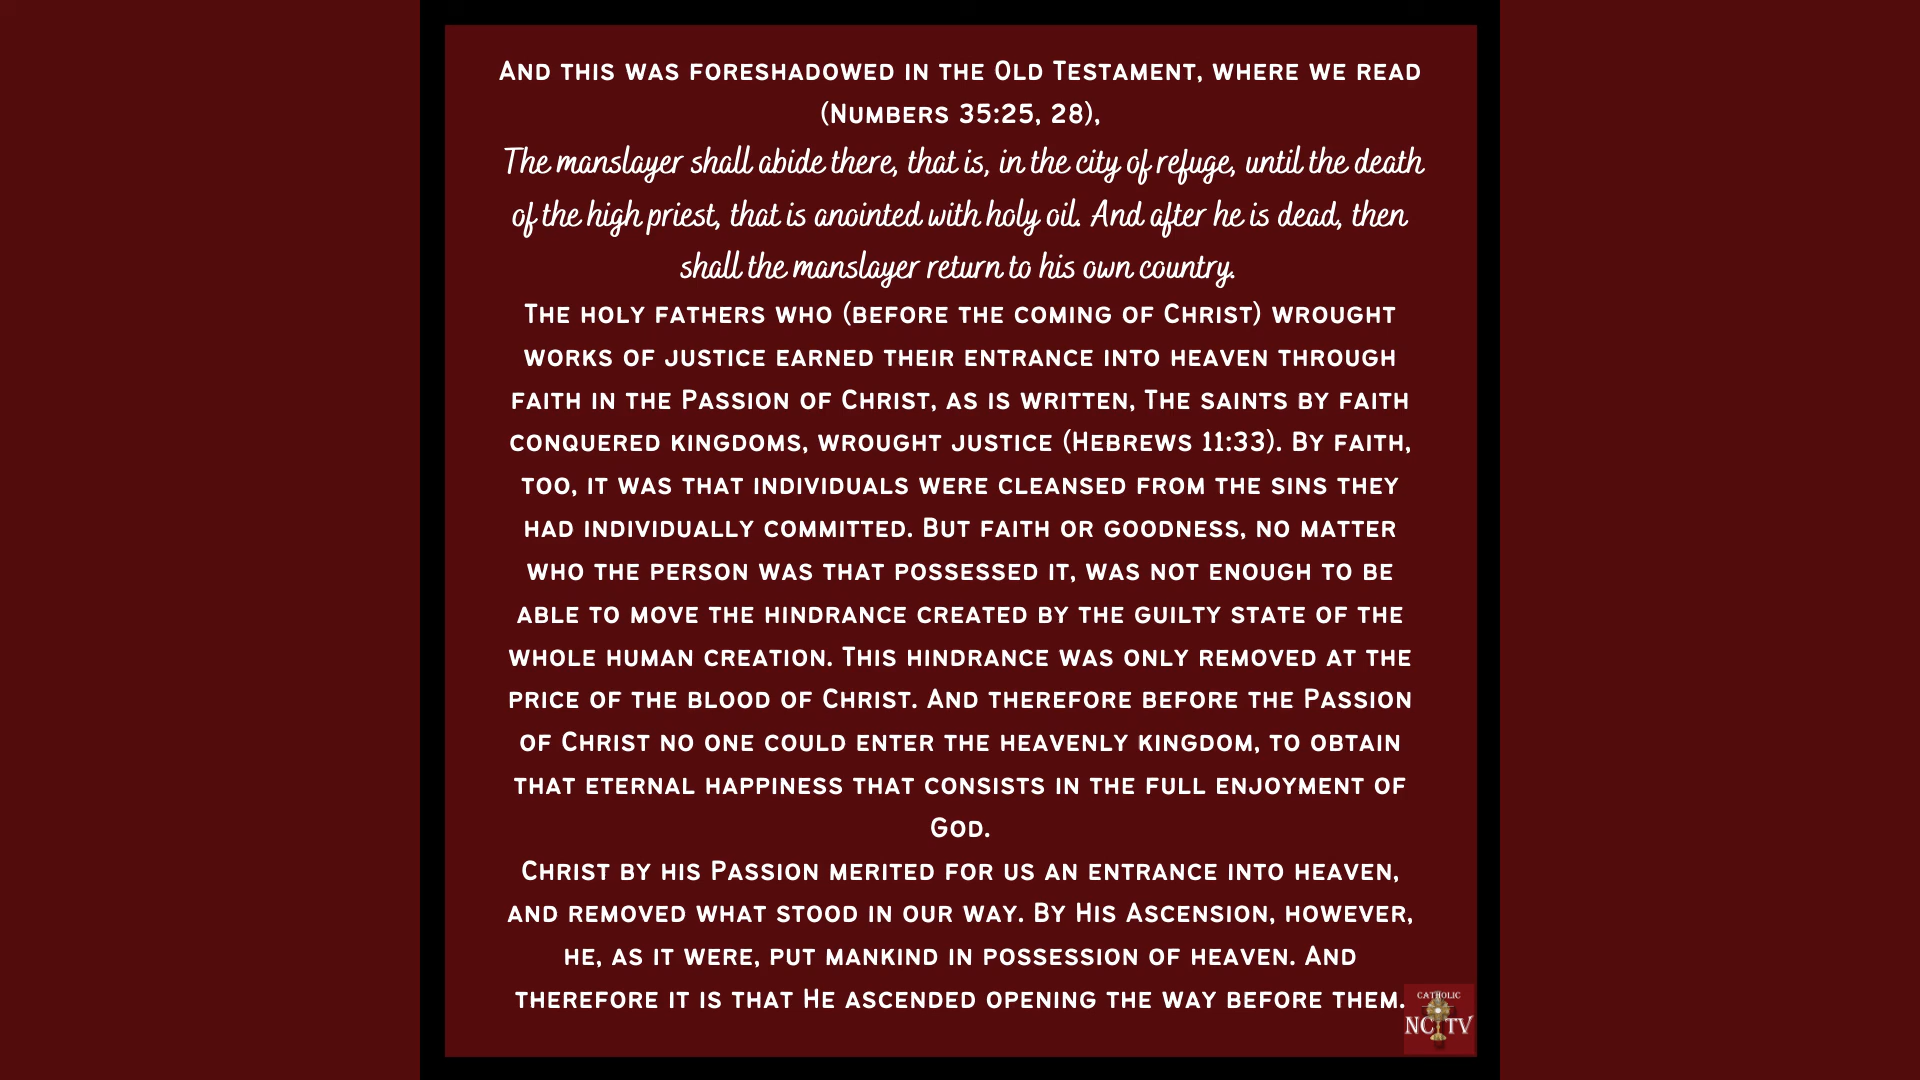 And this was foreshadowed in the Old Testament, where we read
(Numbers 35:25, 28),
The manslayer shall abide there, that is, in the city of refuge, until the death
of the high priest, that is anointed with holy oil. And after he is dead, then
shall the manslayer return to his own country.
The holy fathers who (before the coming of Christ) wrought
works of justice earned their entrance into heaven through
faith in the Passion of Christ, as is written, The saints by faith
conquered kingdoms, wrought justice (Hebrews 11:33). By faith,
too, it was that individuals were cleansed from the sins they
had individually committed. But faith or goodness, no matter
who the person was that possessed it, was not enough to be
able to move the hindrance created by the guilty state of the
whole human creation. This hindrance was only removed at the
price of the blood of Christ. And therefore before the Passion
of Christ no one could enter the heavenly kingdom, to obtain
that eternal happiness that consists in the full enjoyment of
God.
Christ by his Passion merited for us an entrance into heaven,
and removed what stood in our way. By His Ascension, however,
he, as it were, put mankind in possession of heaven. And
therefore it is that He ascended opening the way before them.
CATHOLIC
NC TV